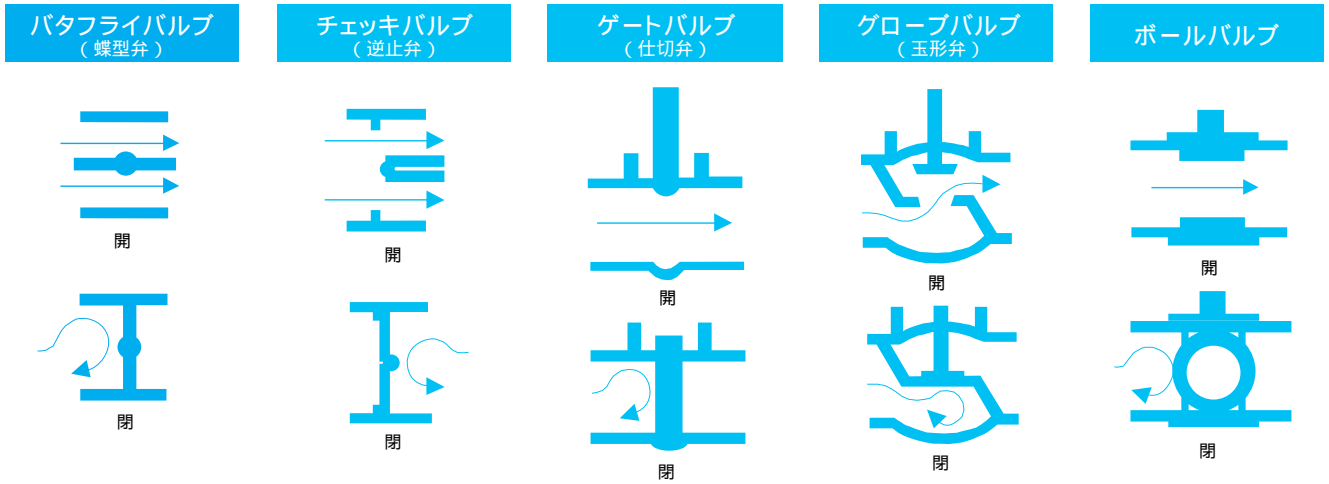 バタフライバルブ
(蝶型弁)
開
閉
チェッキバルブ
(逆止弁)
開
閉
ゲートバルブ
(仕切弁)
開
閉
グローブバルブ
(玉形弁)
開
閉
ボールバルブ
開
閉